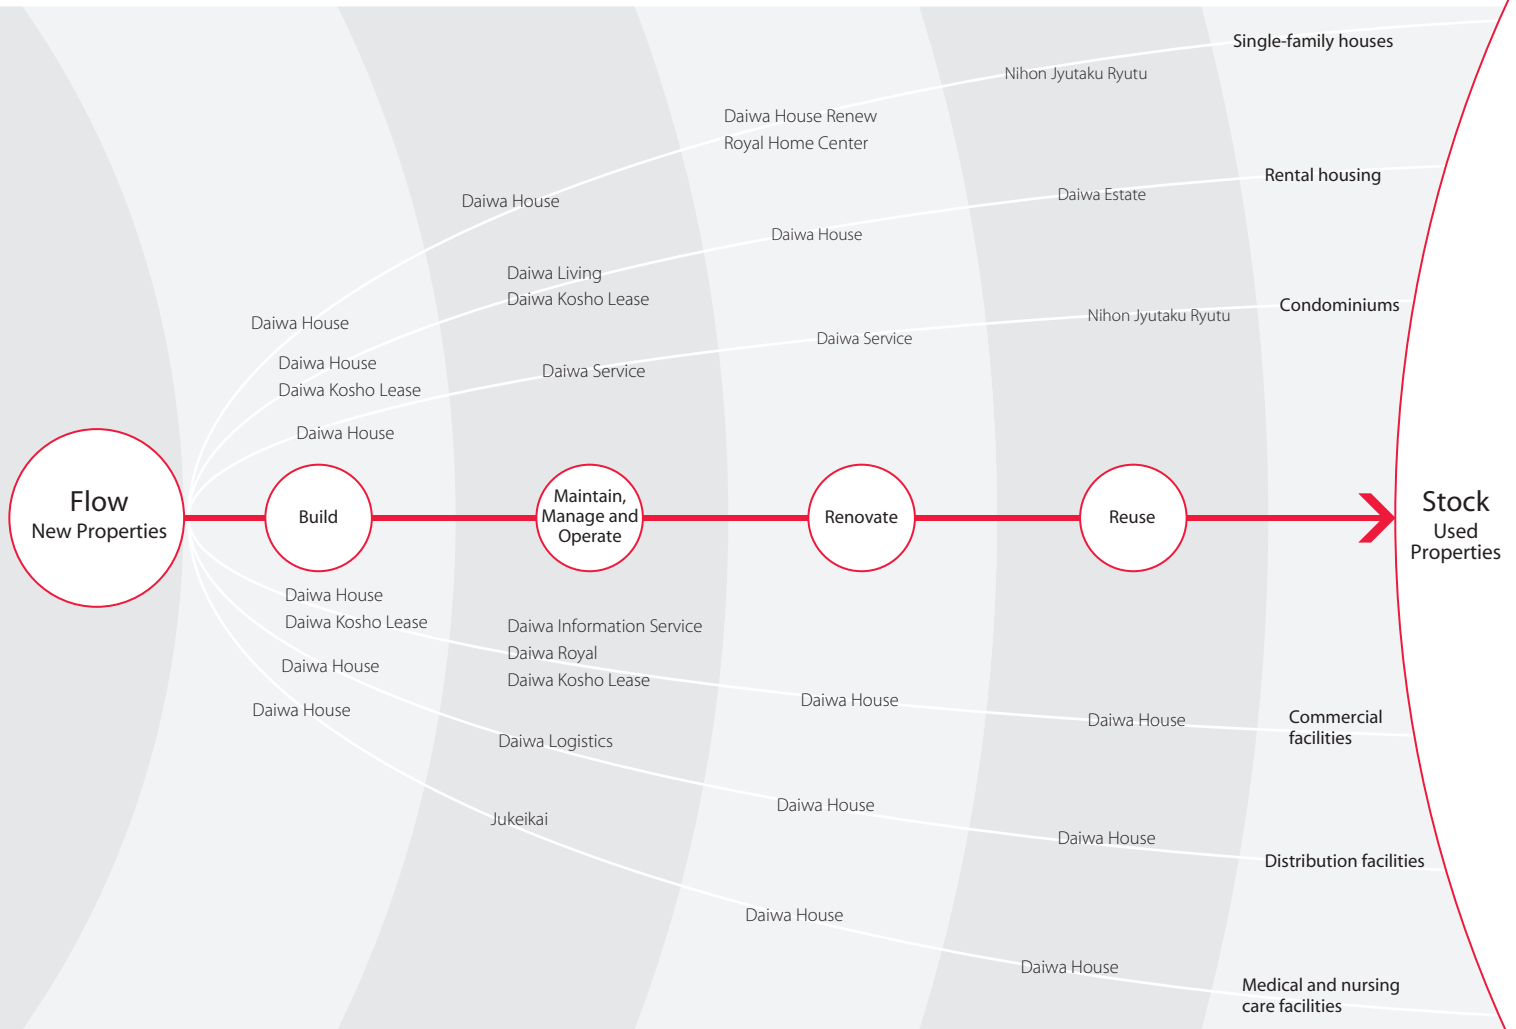 Single-family houses
Nihon Jyutaku Ryutu
Daiwa House Renew
Royal Home Center
Daiwa House
Daiwa House
Rental housing
Daiwa Estate
Daiwa House
Daiwa Living
Daiwa Kosho Lease
Daiwa House
Daiwa Kosho Lease
Condominiums
Nihon Jyutaku Ryutu
Daiwa Service
Daiwa Service
Daiwa House
Flow
New Properties
Build
Maintain,
Manage and
Operate
Renovate
Reuse
Stock
Used
Properties
Daiwa House
Daiwa Kosho Lease
Daiwa Information Service
Daiwa Royal
Daiwa Kosho Lease
Daiwa House
Daiwa House
Commercial
facilities
Daiwa House
Daiwa Logistics
Daiwa House
Daiwa House
Distribution facilities
Daiwa House
Jukeikai
Daiwa House
Daiwa House
Medical and nursing
care facilities